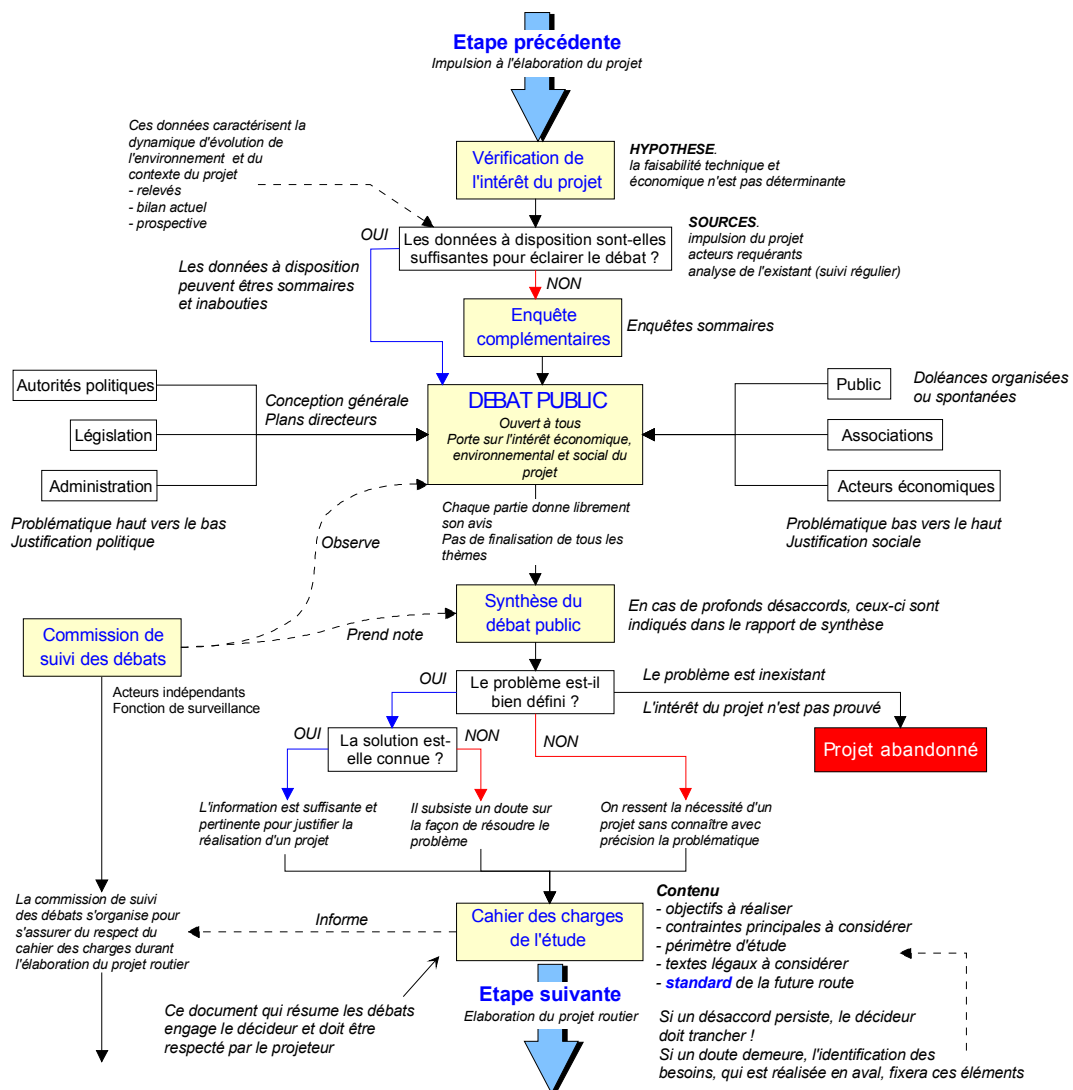 Etape précédente
Impulsion à l'élaboration du projet
Ces données caractérisent la
dynamique d'évolution de
l'environnement et du
contexte du projet
- relevés
- bilan actuel
- prospective
Vérification de
l'intérêt du projet
HYPOTHESE.
la faisabilité technique et
économique n'est pas déterminante
OUI
Les données à disposition sont-elles
suffisantes pour éclairer le débat ?
SOURCES.
impulsion du projet
acteurs requérants
analyse de l'existant (suivi régulier)
Les données à disposition
peuvent êtres sommaires
et inabouties
NON
Enquête
complémentaires
Enquêtes sommaires
Autorités politiques
Législation
Administration
Conception générale
Plans directeurs
DEBAT PUBLIC
Ouvert à tous
Porte sur l'intérêt économique,
environnemental et social du
projet
Public
Associations
Acteurs économiques
Doléances organisées
ou spontanées
Problématique haut vers le bas
Justification politique
Observe
Chaque partie donne librement
son avis
Pas de finalisation de tous les
thèmes
Problématique bas vers le haut
Justification sociale
Commission de
suivi des débats
Prend note
Synthèse du
débat public
En cas de profonds désaccords, ceux-ci sont
indiqués dans le rapport de synthèse
Acteurs indépendants
Fonction de surveillance
OUI
Le problème est-il
bien défini ?
Le problème est inexistant
L'intérêt du projet n'est pas prouvé
OUI
La solution est-
elle connue ?
NON
NON
Projet abandonné
L'information est suffisante et
pertinente pour justifier la
réalisation d'un projet
Il subsiste un doute sur
la façon de résoudre le
problème
On ressent la nécessité d'un
projet sans connaître avec
précision la problématique
La commission de suivi
des débats s'organise pour
s'assurer du respect du
cahier des charges durant
l'élaboration du projet routier
Informe
Cahier des charges
de l'étude
Contenu
- objectifs à réaliser
- contraintes principales à considérer
- périmètre d'étude
- textes légaux à considérer
- standard de la future route
Ce document qui résume les débats
engage le décideur et doit être
respecté par le projeteur
Etape suivante
Elaboration du projet routier
Si un désaccord persiste, le décideur
doit trancher !
Si un doute demeure, l'identification des
besoins, qui est réalisée en aval, fixera ces éléments